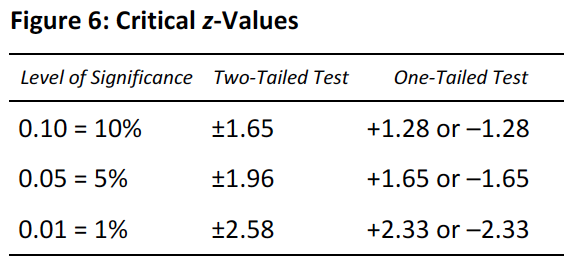 Figure 6: Critical z-Values
Level of Significance Two-Tailed Test One-Tailed Test
0.10 = 10% ±1.65 +1.28 or –1.28
0.05 = 5% ±1.96 +1.65 or –1.65
0.01 = 1% ±2.58 +2.33 or –2.33